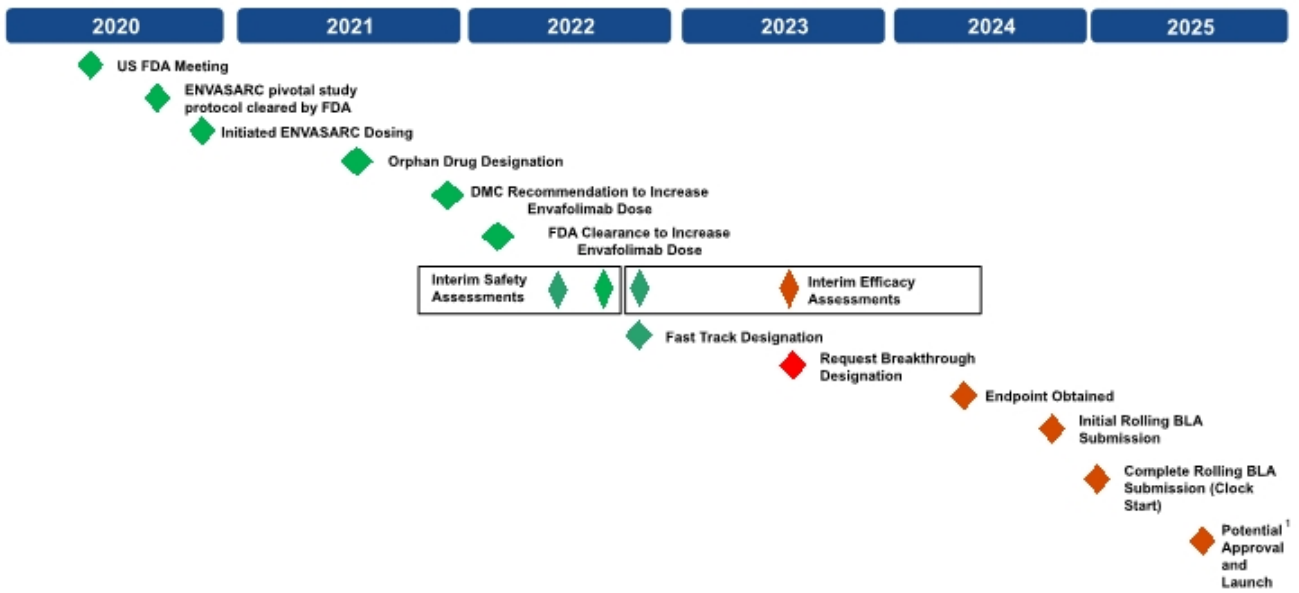 2020
2021
2022
2023
2024
2025
US FDA Meeting
ENVASARC pivotal study
protocol cleared by FDA
Initiated ENVASARC Dosing
Orphan Drug Designation
DMC Recommendation to Increase
Envafolimab Dose
FDA Clearance to Increase
Envafolimab Dose
Interim Safety
Assessments
Interim Efficacy
Assessments
Fast Track Designation
Request Breakthrough
Designation
Endpoint Obtained
Initial Rolling BLA
Submission
Complete Rolling BLA
Submission (Clock
Start)
Potential 1
Approval
and
Launch